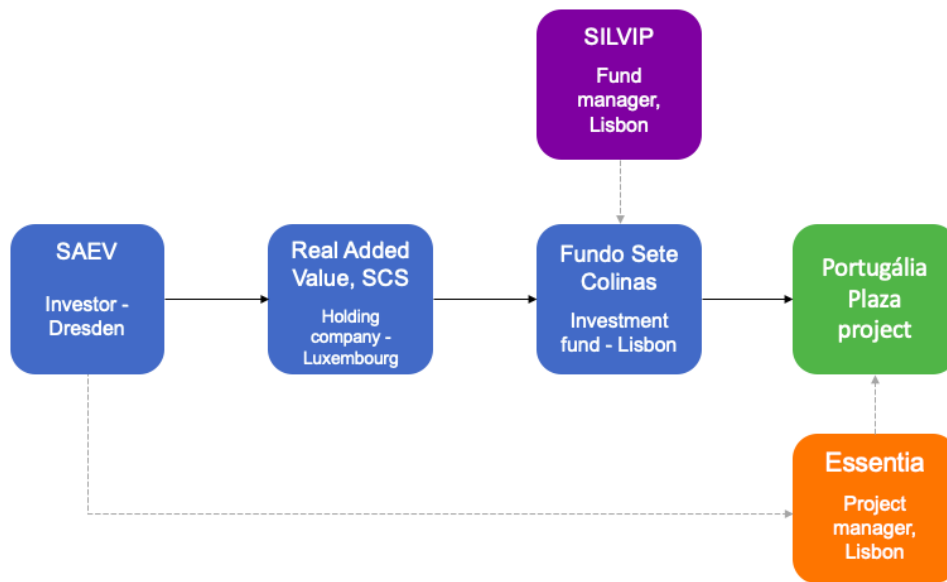 SILVIP
Fund
manager,
Lisbon
SAEV
Investor -
Dresden
Real Added
Value, SCS
Holding
company -
Luxembourg
Fundo Sete
Colinas
Investment
fund - Lisbon
Portugália
Plaza
project
Essentia
Project
manager,
Lisbon